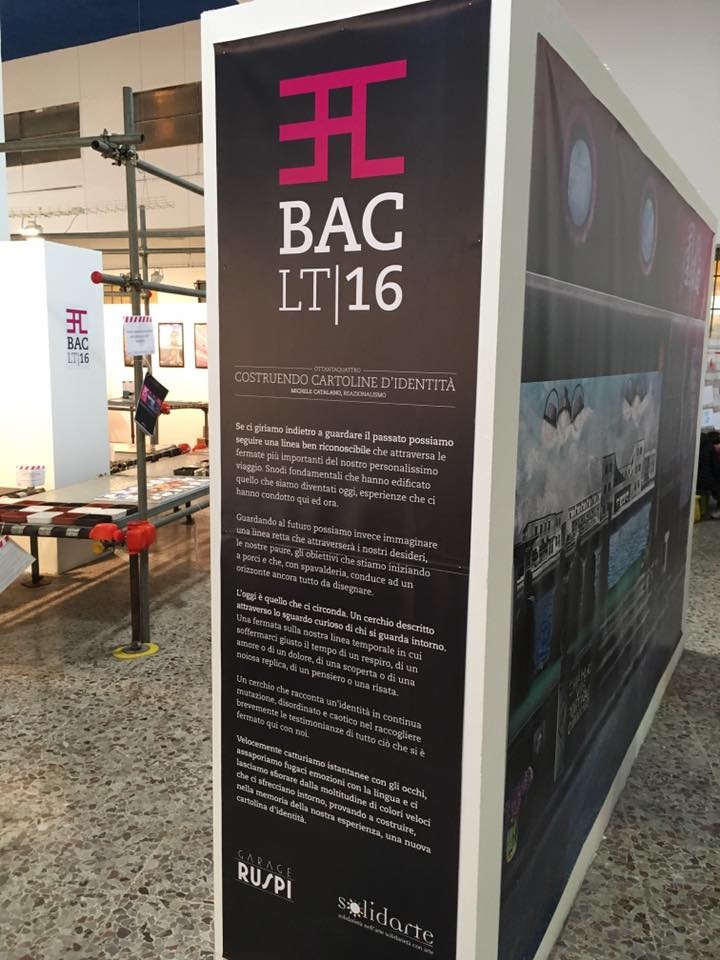 BAC
LT|16
OTTANTAQUATTRO
COSTRUENDO CARTOLINE D'IDENTITÀ
MICHELE CATALANO, REAZIONALISMO
Se ci giriamo indietro a guardare il passato possiamo
seguire una linea ben riconoscibile che attraversa le
fermate più importanti del nostro personalissimo
viaggio. Snodi fondamentali che hanno edificato
quello che siamo diventati oggi, esperienze che ci
hanno condotto qui ed ora.
Guardando al futuro possiamo invece immaginare
una linea retta che attraverserà i nostri desideri,
le nostre paure, gli obiettivi che stiamo iniziando
a porci e che, con spavalderia, conduce ad un
orizzonte ancora tutto da disegnare.
L'oggi è quello che ci circonda. Un cerchio descritto
attraverso lo sguardo curioso di chi si guarda intorno.
Una fermata sulla nostra linea temporale in cui
soffermarci giusto il tempo di un respiro, di un
amore o di un dolore, di una scoperta o di una
noiosa replica, di un pensiero o una risata.
Un cerchio che racconta un'identità in continua
mutazione, disordinato e caotico nel raccogliere
brevemente le testimonianze di tutto ciò che si è
fermato qui con noi.
Velocemente catturiamo istantanee con gli occhi,
assaporiamo fugaci emozioni con la lingua e ci
lasciamo sfiorare dalla moltitudine di colori veloci
che ci sfrecciano intorno, provando a costruire,
nella memoria della nostra esperienza, una nuova
cartolina d'identità.
GARAGE
RUSPI
solidarte
solidarietà nell'arte solidarietà con arte
BAC
LT|16